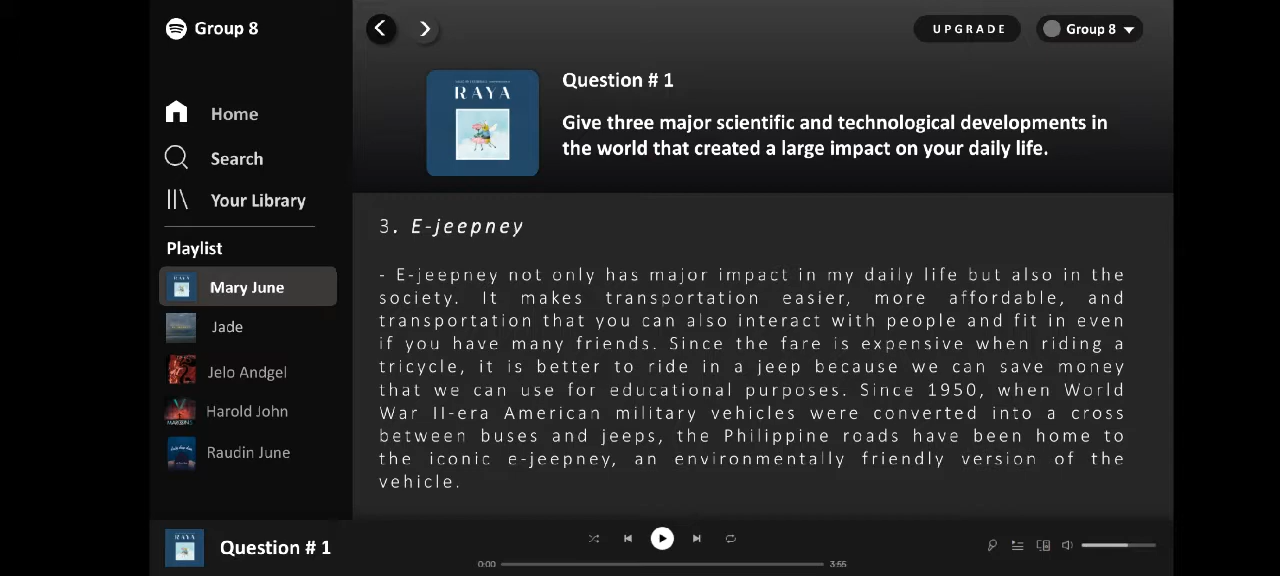 Group 8
UPGRADE
Group 8
Home
Search
Your Library
Playlist
Mary June
Jade
Jelo Andgel
Harold John
Raudin June
RAYA
Question # 1
Give three major scientific and technological developments in
the world that created a large impact on your daily life.
3. E-jeepney
- E-jeepney not only has major impact in my daily life but also in the
society. It makes transportation easier, more affordable, and
transportation that you can also interact with people and fit in even
if you have many friends. Since the fare is expensive when riding a
tricycle, it is better to ride in a jeep because we can save money
that we can use for educational purposes. Since 1950, when World
War II-era American military vehicles were converted into a cross
between buses and jeeps, the Philippine roads have been home to
the iconic e-jeepney, an environmentally friendly version of the
vehicle.
Question # 1
0:00
3:55